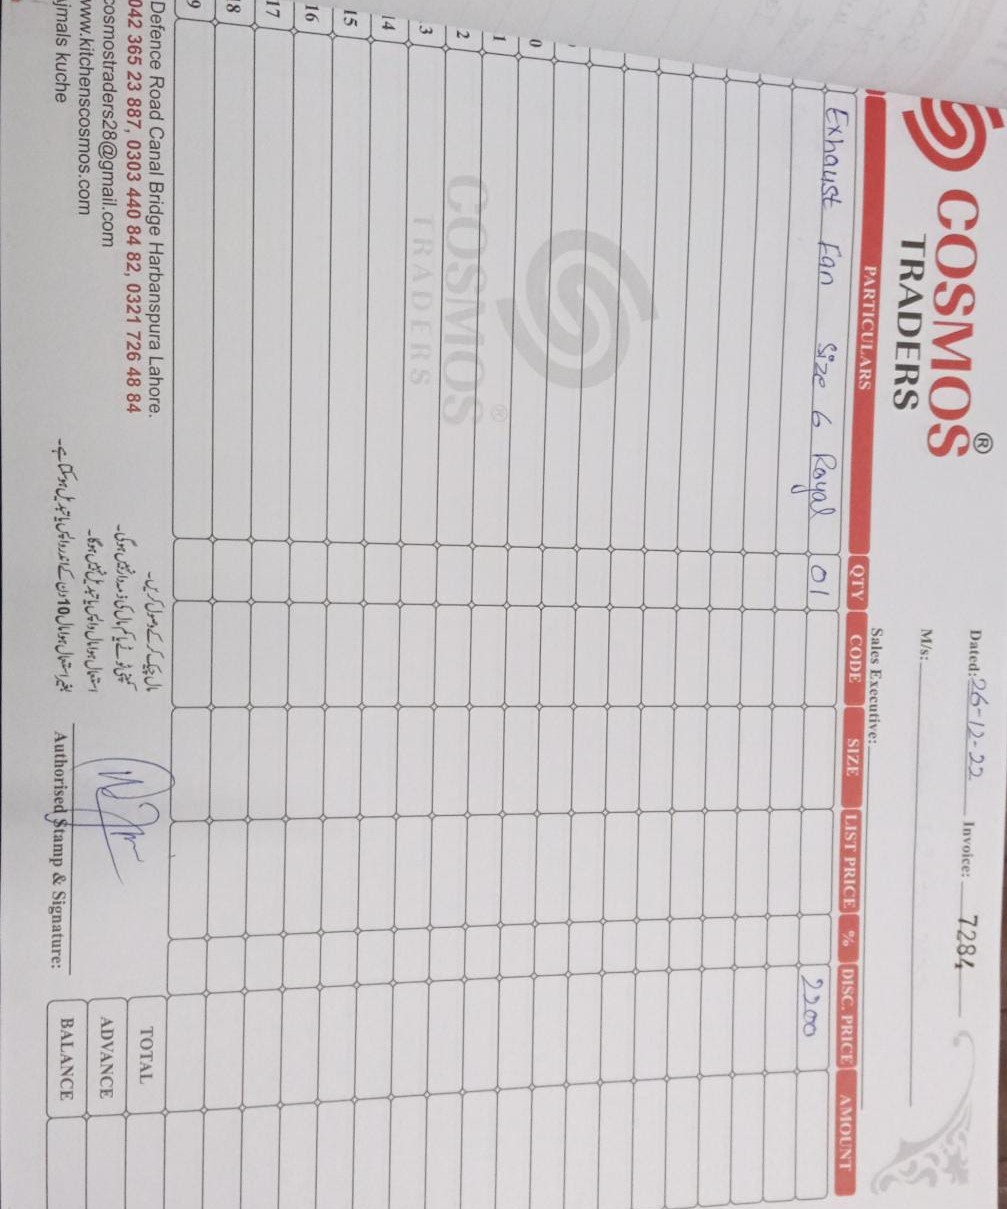 COSMOS ®
TRADERS
Dated: 26-12-22 Invoice: 7284
M/s:
Sales Executive:
PARTICULARS QTY CODE SIZE LIST PRICE % DISC. PRICE AMOUNT
Exhaust Fan Size 6 Royal 01 2200
0
1
2
3
14
15
16
17
8
9
COSMOS ®
TRADERS
Defence Road Canal Bridge Harbanspura Lahore.
042 365 23 887, 0303 440 84 82, 0321 726 48 84
cosmostraders28@gmail.com
www.kitchenscosmos.com
jmals kuche
مال چیک کر کے وصول کریں۔
کمپنی ٹوٹے یا کم مال کی ذمہ دار نہیں ہوگی۔
استعمال ہوا مال واپس یا تبدیل نہیں ہوگا۔
بغیر استعمال ہوا مال 10 دن کے اندر واپس یا تبدیل ہو سکتا ہے۔
Authorised Stamp & Signature:
TOTAL
ADVANCE
BALANCE